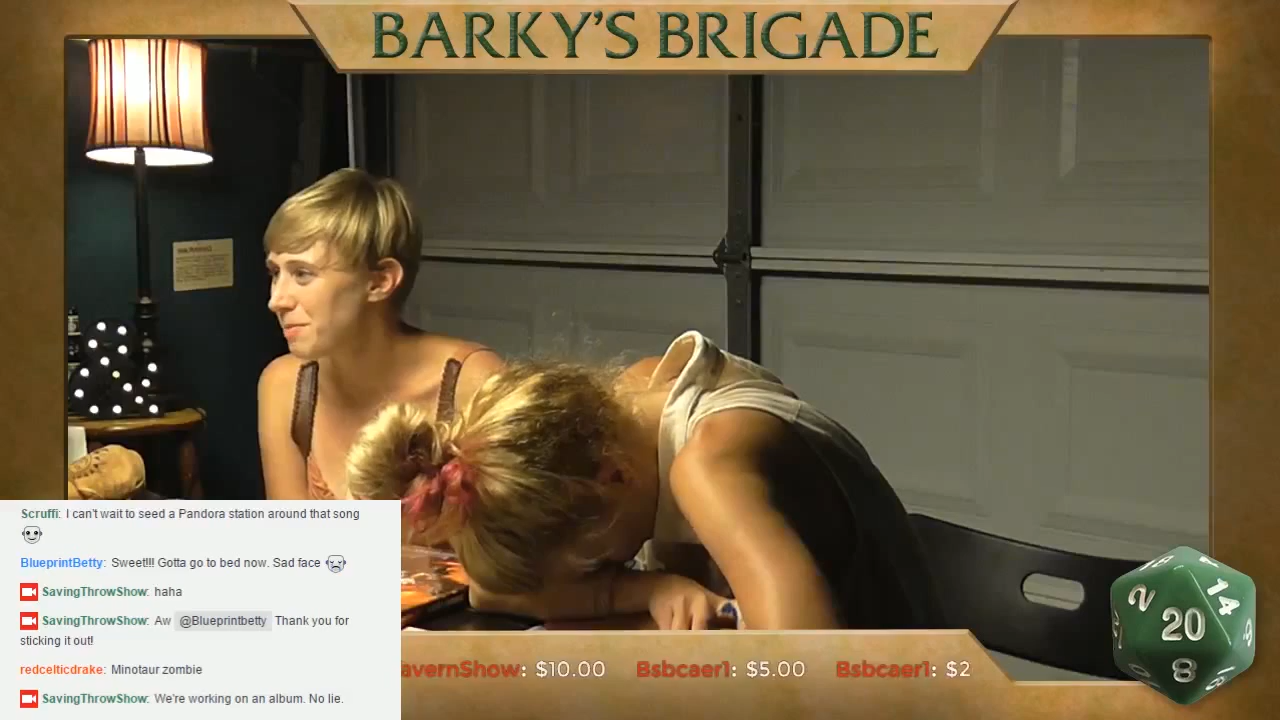 BARKY'S BRIGADE
WARNING
Scruffi: I can't wait to seed a Pandora station around that song
BlueprintBetty: Sweet!!! Gotta go to bed now. Sad face
SavingThrowShow: haha
SavingThrowShow: Aw @Blueprintbetty Thank you for
sticking it out!
redcelticdrake: Minotaur zombie
SavingThrowShow: We're working on an album. No lie.
avernShow: $10.00 Bsbcaer1: $5.00 Bsbcaer1: $2
18
2
14
20
8